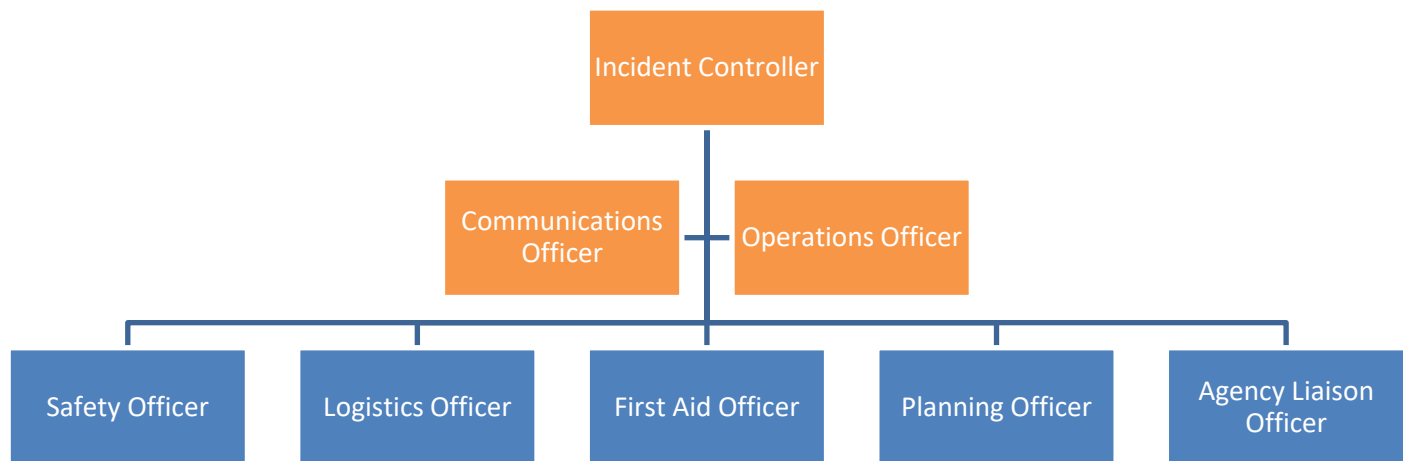 Incident Controller
Communications
Officer
Operations Officer
Safety Officer
Logistics Officer
First Aid Officer
Planning Officer
Agency Liaison
Officer